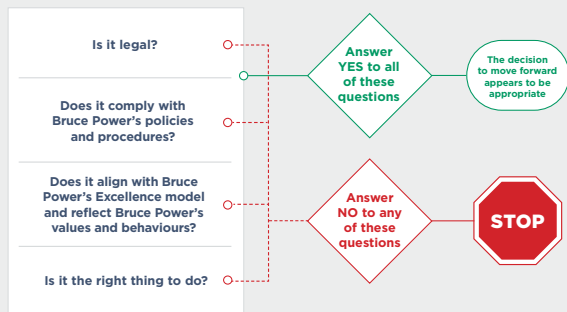 Is it legal?
Does it comply with
Bruce Power's policies
and procedures?
Does it align with Bruce
Power's Excellence model
and reflect Bruce Power's
values and behaviours?
Is it the right thing to do?
Answer
YES to all
of these
questions
The decision
to move forward
appears to be
appropriate
Answer
NO to any
of these
questions
STOP